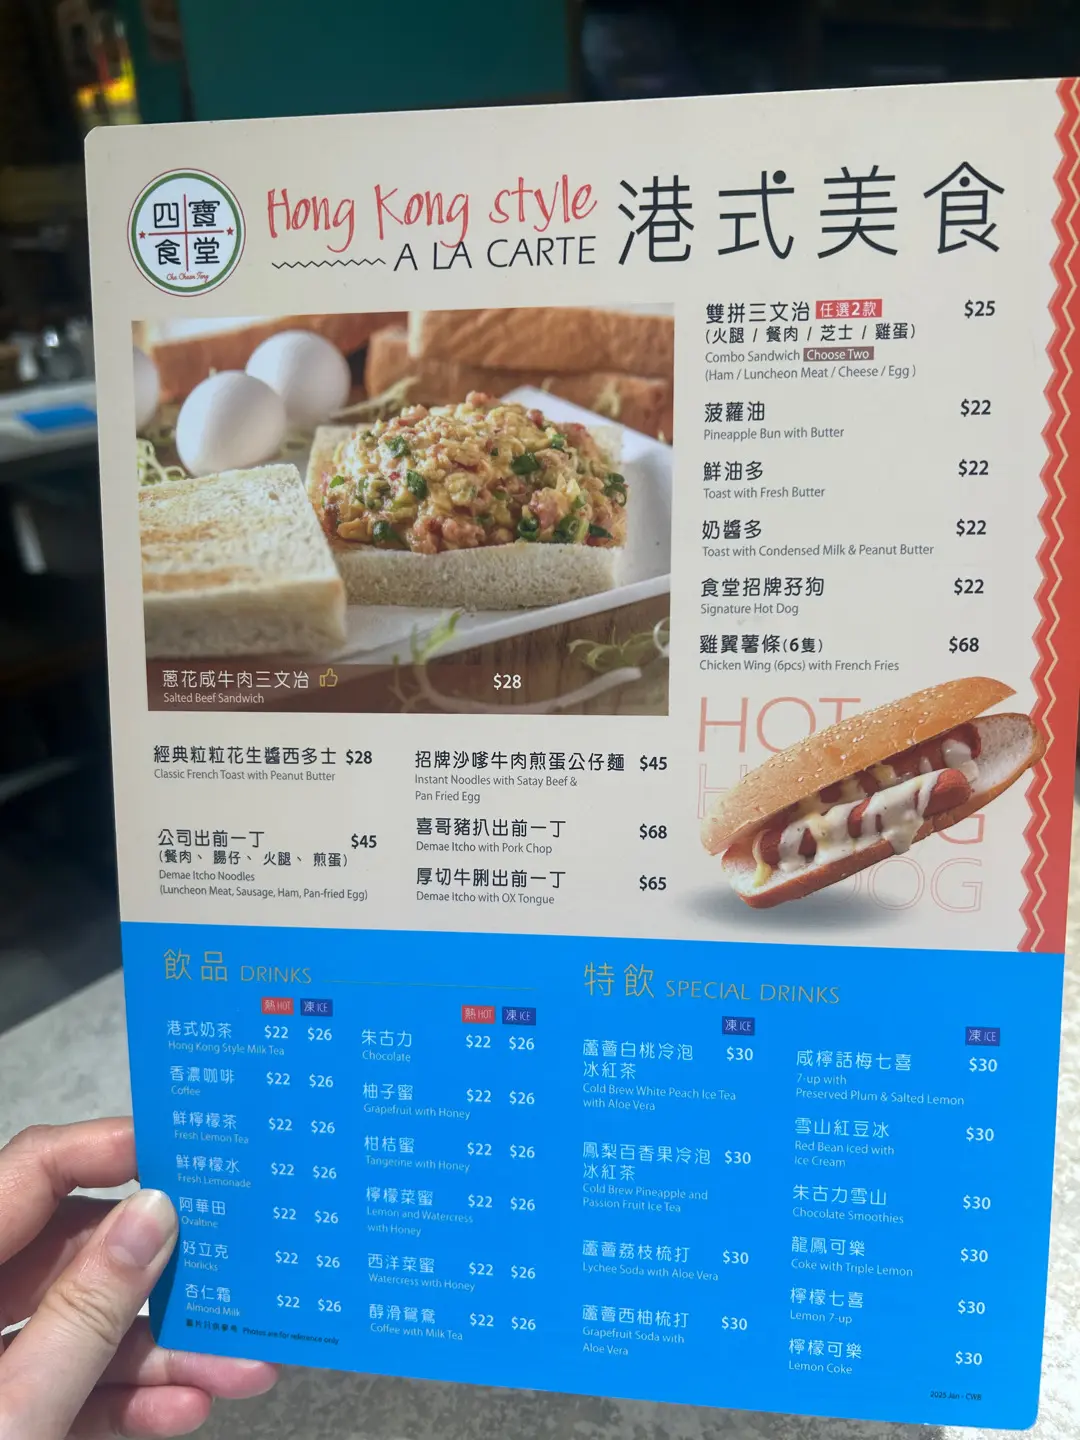 四寶
食堂
Cha Chaan Teng
Hong Kong style
A LA CARTE
港式美食
雙拼三文治 任選2款 $25
(火腿 / 餐肉 / 芝士 / 雞蛋)
Combo Sandwich Choose Two
(Ham / Luncheon Meat / Cheese / Egg )
菠蘿油 $22
Pineapple Bun with Butter
鮮油多 $22
Toast with Fresh Butter
奶醬多 $22
Toast with Condensed Milk & Peanut Butter
食堂招牌孖狗 $22
Signature Hot Dog
雞翼薯條(6隻) $68
Chicken Wing (6pcs) with French Fries
蔥花咸牛肉三文治 $28
Salted Beef Sandwich
HOT
DOG
經典粒粒花生醬西多士 $28
Classic French Toast with Peanut Butter
公司出前一丁 $45
(餐肉、腸仔、火腿、煎蛋)
Demae Itcho Noodles
(Luncheon Meat, Sausage, Ham, Pan-fried Egg)
招牌沙嗲牛肉煎蛋公仔麵 $45
Instant Noodles with Satay Beef &
Pan Fried Egg
喜哥豬扒出前一丁 $68
Demae Itcho with Pork Chop
厚切牛脷出前一丁 $65
Demae Itcho with OX Tongue
飲品 DRINKS
熱 HOT 凍 ICE
港式奶茶 $22 $26
Hong Kong Style Milk Tea
香濃咖啡 $22 $26
Coffee
鮮檸檬茶 $22 $26
Fresh Lemon Tea
鮮檸檬水 $22 $26
Fresh Lemonade
阿華田 $22 $26
Ovaltine
好立克 $22 $26
Horlicks
杏仁霜 $22 $26
Almond Milk
圖片只供參考 Photos are for reference only
熱 HOT 凍 ICE
朱古力 $22 $26
Chocolate
柚子蜜 $22 $26
Grapefruit with Honey
柑桔蜜 $22 $26
Tangerine with Honey
檸檬菜蜜 $22 $26
Lemon and Watercress
with Honey
西洋菜蜜 $22 $26
Watercress with Honey
醇滑鴛鴦 $22 $26
Coffee with Milk Tea
特飲 SPECIAL DRINKS
凍 ICE
蘆薈白桃冷泡 $30
冰紅茶
Cold Brew White Peach Ice Tea
with Aloe Vera
鳳梨百香果冷泡 $30
冰紅茶
Cold Brew Pineapple and
Passion Fruit Ice Tea
蘆薈荔枝梳打 $30
Lychee Soda with Aloe Vera
蘆薈西柚梳打 $30
Grapefruit Soda with
Aloe Vera
凍 ICE
咸檸話梅七喜 $30
7-up with
Preserved Plum & Salted Lemon
雪山紅豆冰 $30
Red Bean Iced with
Ice Cream
朱古力雪山 $30
Chocolate Smoothies
龍鳳可樂 $30
Coke with Triple Lemon
檸檬七喜 $30
Lemon 7-up
檸檬可樂 $30
Lemon Coke
2025 Jan - CWB